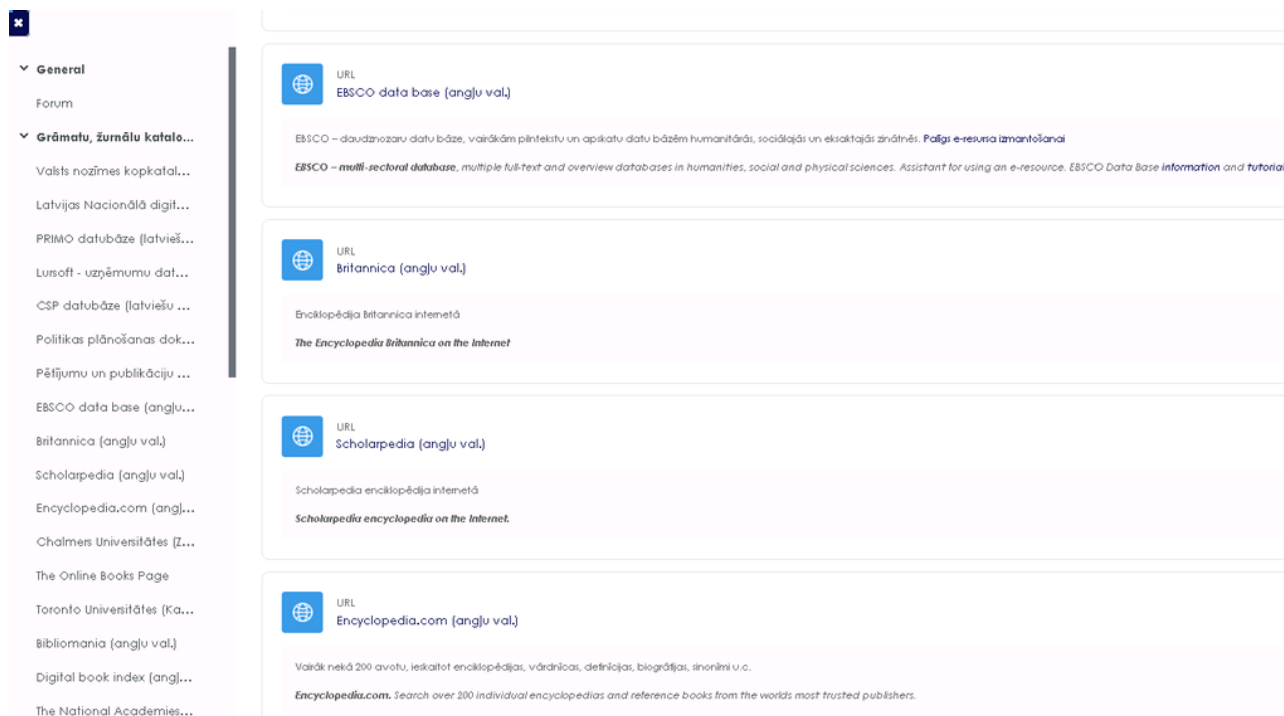 General
Forum
Grāmatu, žurnālu katalo...
Valsts nozīmes kopkatal...
Latvijas Nacionālā digit...
PRIMO datubāze (latvieš...
Lursoft - uzņēmumu dat...
CSP datubāze (latviešu ...
Politikas plānošanas dok...
Pētījumu un publikāciju ...
EBSCO data base (angļu...
Britannica (angļu val.)
Scholarpedia (angļu val.)
Encyclopedia.com (angļ...
Chalmers Universitātes (Z...
The Online Books Page
Toronto Universitātes (Ka...
Bibliomania (angļu val.)
Digital book index (angļ...
The National Academies...
URL
EBSCO data base (angļu val.)
EBSCO – daudznozaru datu bāze, vairākām pilntekstu un apskatu datu bāzēm humanitārās, sociālajās un eksaktajās zinātnēs. Palīgs e-resursa izmantošanai
EBSCO – multi-sectoral database, multiple full-text and overview databases in humanities, social and physical sciences. Assistant for using an e-resource. EBSCO Data Base information and tutorial
URL
Britannica (angļu val.)
Enciklopēdija Britannica internetā
The Encyclopedia Britannica on the Internet
URL
Scholarpedia (angļu val.)
Scholarpedia enciklopēdija internetā
Scholarpedia encyclopedia on the Internet.
URL
Encyclopedia.com (angļu val.)
Vairāk nekā 200 avotu, ieskaitot enciklopēdijas, vārdnīcas, definīcijas, biogrāfijas, sinonīmi u.c.
Encyclopedia.com. Search over 200 individual encyclopedias and reference books from the worlds most trusted publishers.